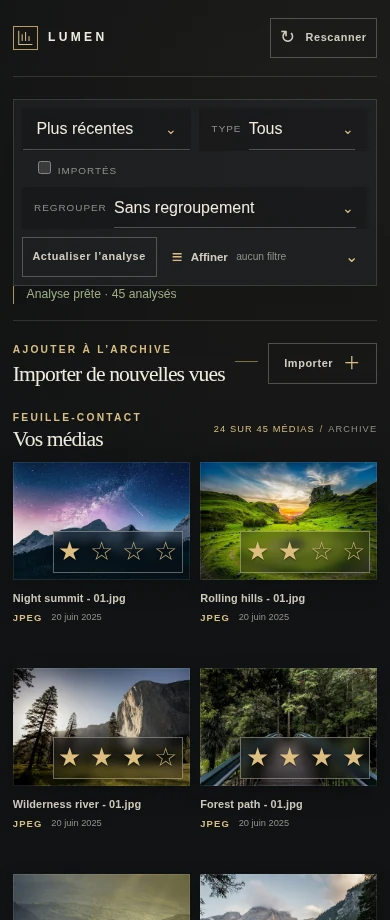 LUMEN
↻ Rescanner
Plus récentes
TYPE Tous
IMPORTÉS
REGROUPER Sans regroupement
Actualiser l'analyse
≡ Affiner aucun filtre
Analyse prête · 45 analysés
AJOUTER À L'ARCHIVE
Importer de nouvelles vues
Importer +
FEUILLE-CONTACT
Vos médias
24 SUR 45 MÉDIAS / ARCHIVE
★ ☆ ☆ ☆
★ ★ ☆ ☆
Night summit - 01.jpg
JPEG 20 juin 2025
Rolling hills - 01.jpg
JPEG 20 juin 2025
★ ★ ★ ☆
★ ★ ★ ★
Wilderness river - 01.jpg
JPEG 20 juin 2025
Forest path - 01.jpg
JPEG 20 juin 2025